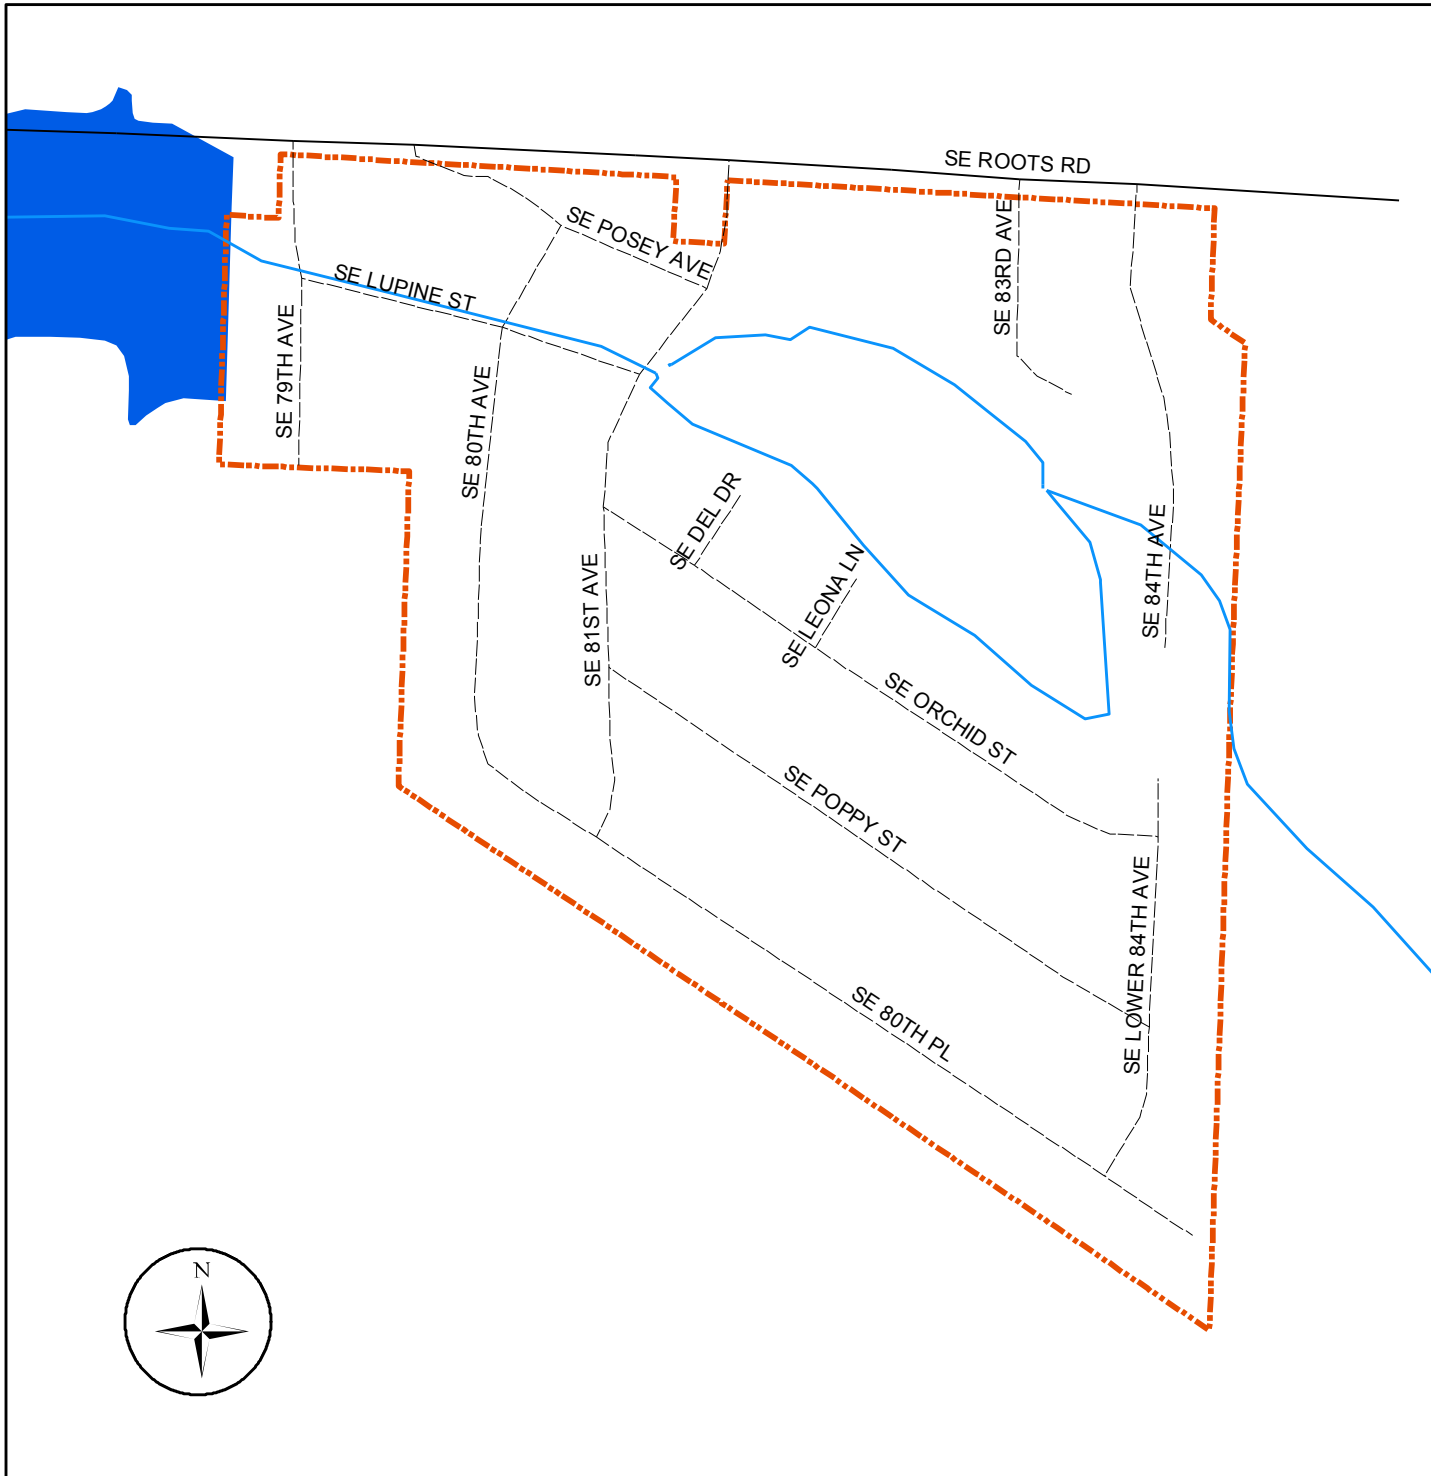 SE ROOTS RD
SE POSEY AVE
SE 83RD AVE
SE LUPINE ST
SE 79TH AVE
SE 80TH AVE
SE DEL DR
SE 84TH AVE
SE LEONA LN
SE 81ST AVE
SE ORCHID ST
SE POPPY ST
SE LOWER 84TH AVE
SE 80TH PL
N